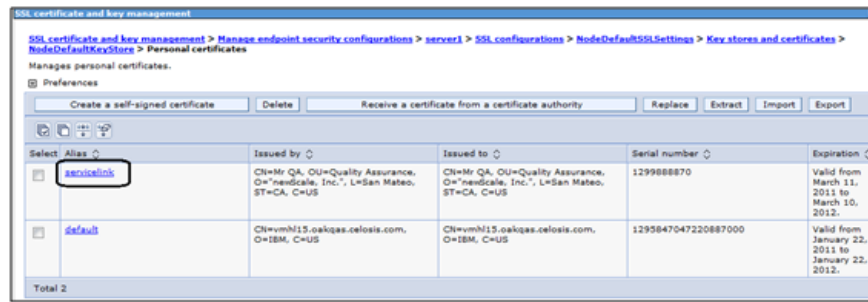 SSL certificate and key management
SSL certificate and key management > Manage endpoint security configurations > server1 > SSL configurations > NodeDefaultSSLSettings > Key stores and certificates >
NodeDefaultKeyStore > Personal certificates
Manages personal certificates.
Preferences
Create a self-signed certificate Delete Receive a certificate from a certificate authority Replace Extract Import Export
Select Alias Issued by Issued to Serial number Expiration
servicelink CN=Mr QA, OU=Quality Assurance, CN=Mr QA, OU=Quality Assurance, 1299888870 Valid from
O="newScale, Inc.", L=San Mateo, O="newScale, Inc.", L=San Mateo, March 11,
ST=CA, C=US ST=CA, C=US 2011 to
March 10,
2012.
default CN=vmhl15.oakqas.celosis.com, CN=vmhl15.oakqas.celosis.com, 1295847047220887000 Valid from
O=IBM, C=US O=IBM, C=US January 22,
2011 to
January 22,
2012.
Total 2